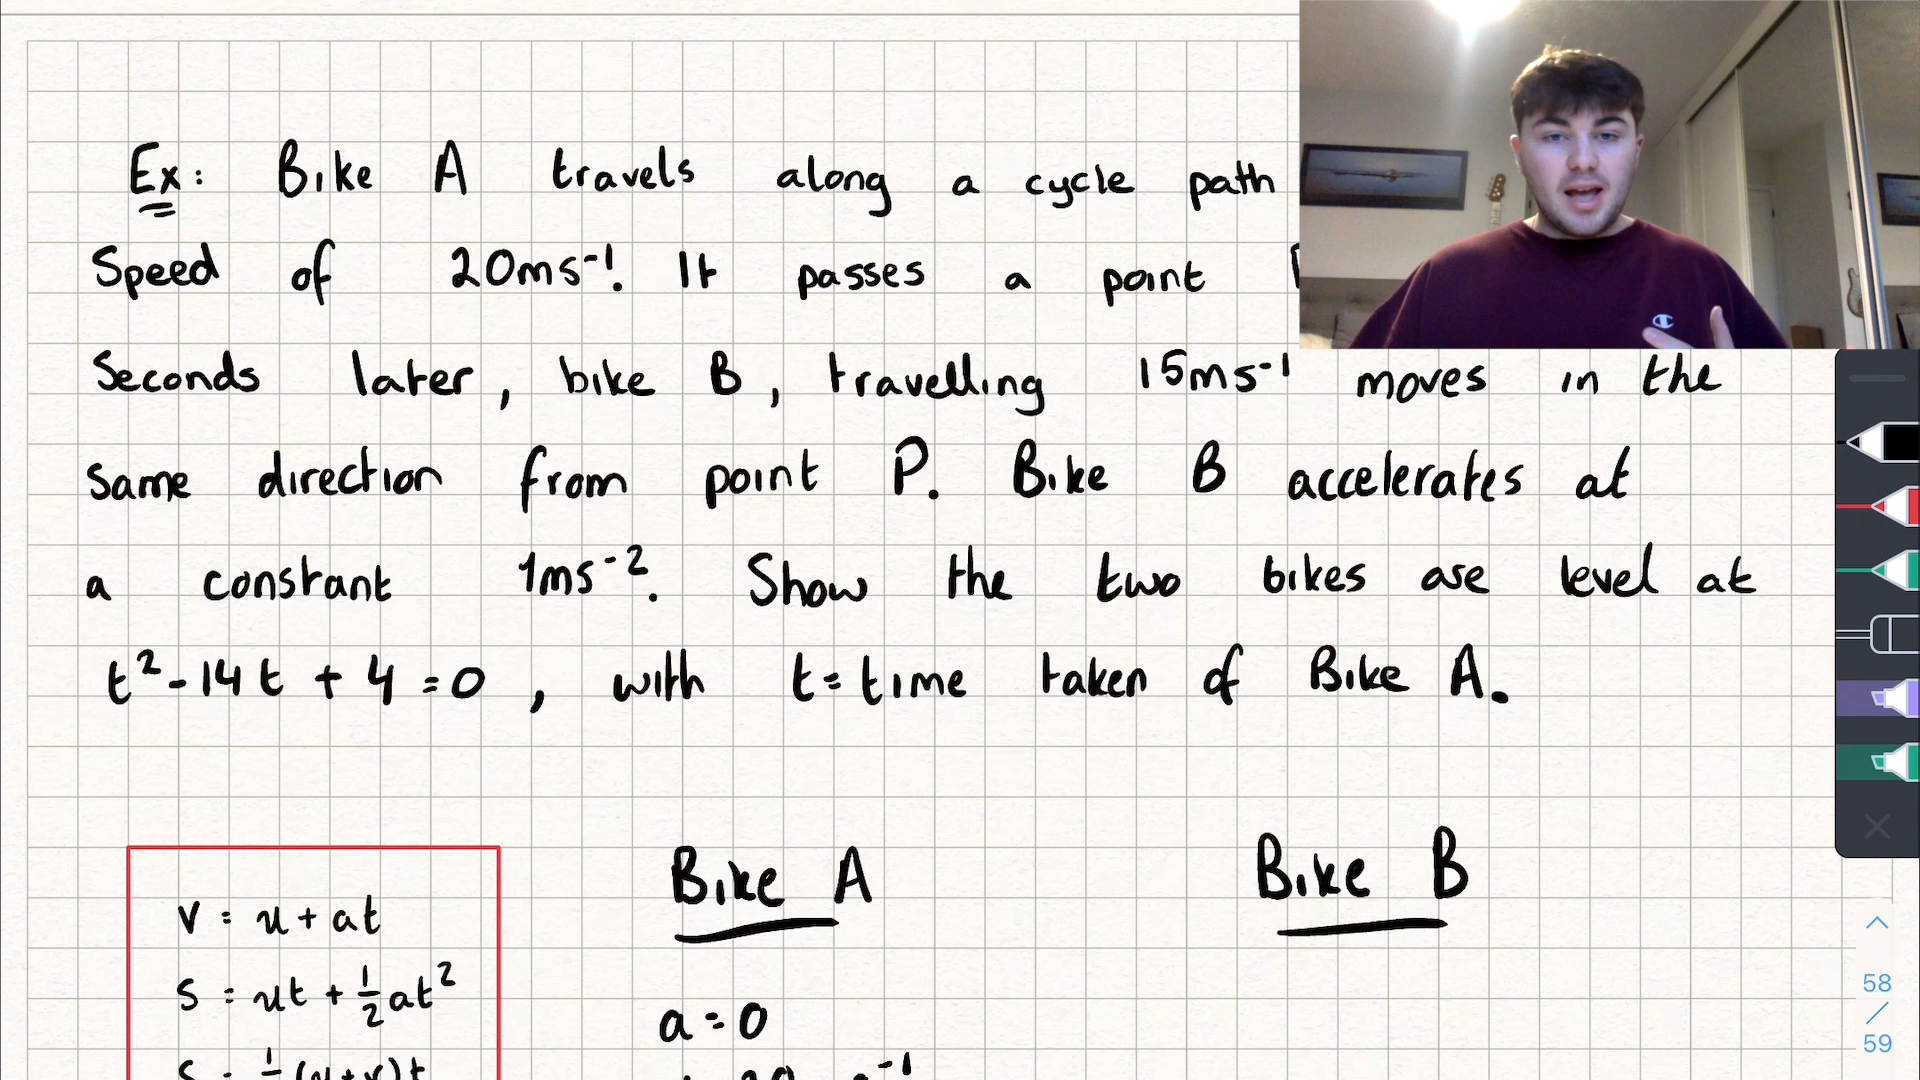 Ex: Bike A travels along a cycle path
Speed of 20ms⁻¹. It passes a point
Seconds later, bike B, travelling 15ms⁻¹ moves in the
same direction from point P. Bike B accelerates at
a constant 1ms⁻². Show the two bikes are level at
t² - 14t + 4 = 0, with t = time taken of Bike A.
Bike A
Bike B
v = u + at
s = ut + ½at²
a = 0
58
/
59